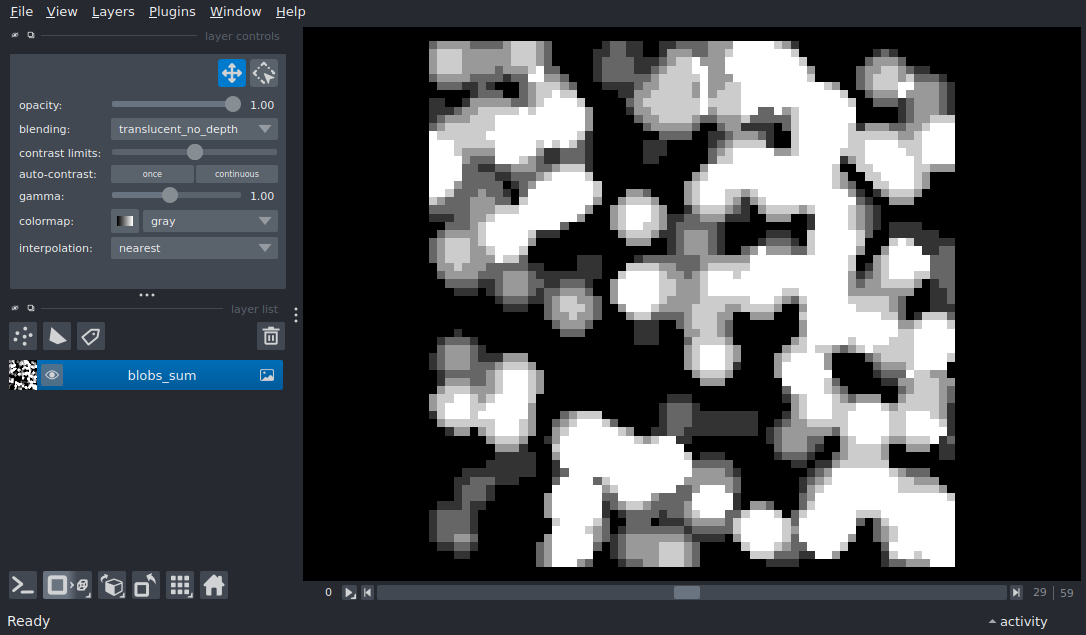 File View Layers Plugins Window Help
layer controls
opacity: 1.00
blending: translucent_no_depth
contrast limits:
auto-contrast: once continuous
gamma: 1.00
colormap: gray
interpolation: nearest
layer list
blobs_sum
0 29 59
Ready activity